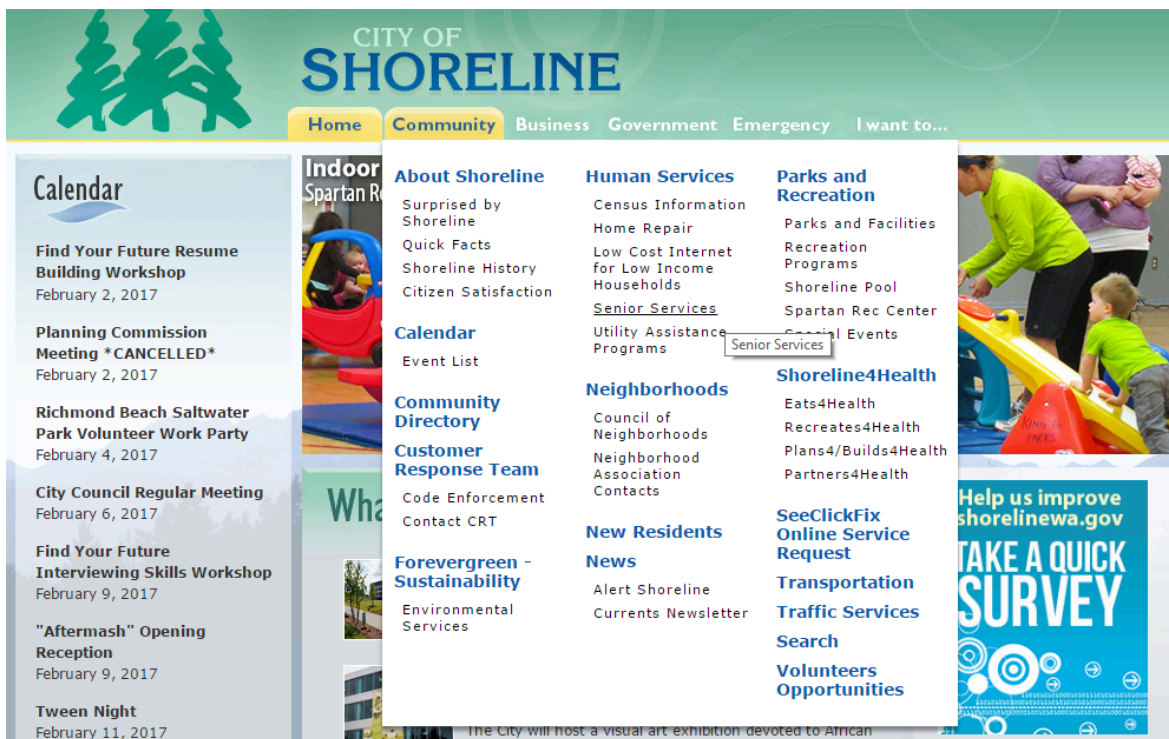 CITY OF
SHORELINE
Home Community Business Government Emergency I want to...
Calendar
Find Your Future Resume
Building Workshop
February 2, 2017
Planning Commission
Meeting *CANCELLED*
February 2, 2017
Richmond Beach Saltwater
Park Volunteer Work Party
February 4, 2017
City Council Regular Meeting
February 6, 2017
Find Your Future
Interviewing Skills Workshop
February 9, 2017
"Aftermash" Opening
Reception
February 9, 2017
Tween Night
February 11, 2017
Indoor
Spartan
About Shoreline
Surprised by
Shoreline
Quick Facts
Shoreline History
Citizen Satisfaction
Calendar
Event List
Community
Directory
Customer
Response Team
Code Enforcement
Contact CRT
Forevergreen -
Sustainability
Environmental
Services
Human Services
Census Information
Home Repair
Low Cost Internet
for Low Income
Households
Senior Services
Utility Assistance
Programs
Senior Services
Neighborhoods
Council of
Neighborhoods
Neighborhood
Association
Contacts
New Residents
News
Alert Shoreline
Currents Newsletter
Parks and
Recreation
Parks and Facilities
Recreation
Programs
Shoreline Pool
Spartan Rec Center
Events
Shoreline4Health
Eats4Health
Recreates4Health
Plans4/Builds4Health
Partners4Health
SeeClickFix
Online Service
Request
Transportation
Traffic Services
Search
Volunteers
Opportunities
Help us improve
shorelinewa.gov
TAKE A QUICK
SURVEY
The City will host a visual art exhibition devoted to African